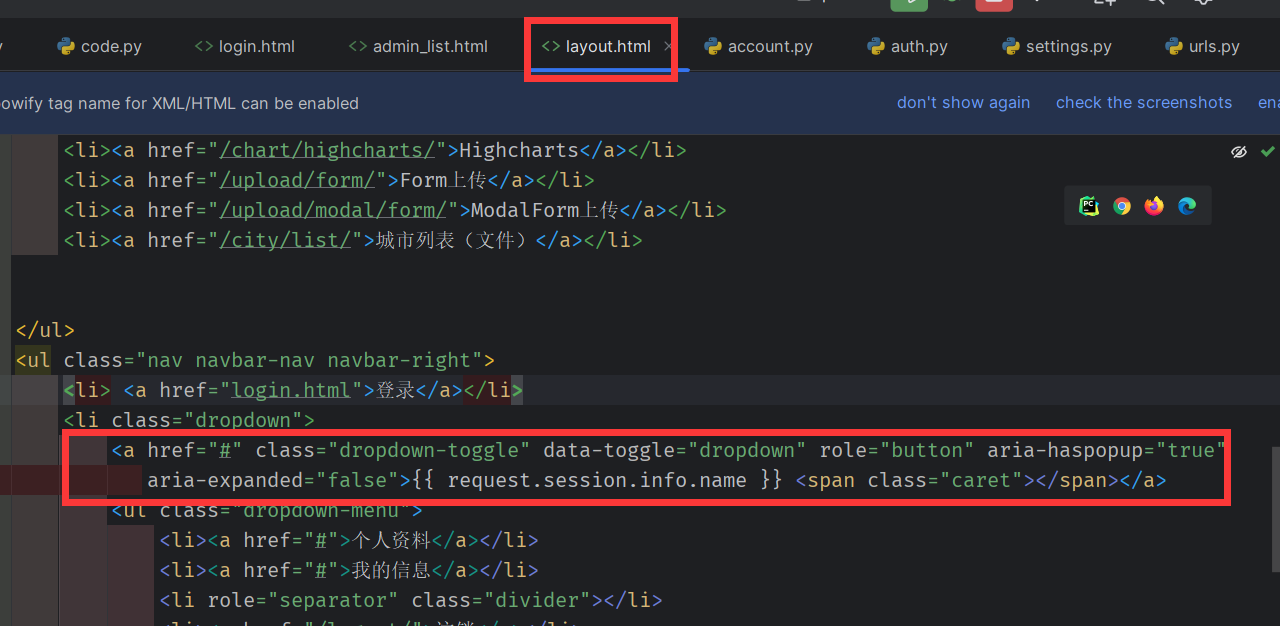 code.py login.html admin_list.html layout.html account.py auth.py settings.py urls.py
owify tag name for XML/HTML can be enabled don't show again check the screenshots
<li><a href="/chart/highcharts/">Highcharts</a></li>
<li><a href="/upload/form/">Form上传</a></li>
<li><a href="/upload/modal/form/">ModalForm上传</a></li>
<li><a href="/city/list/">城市列表（文件）</a></li>
</ul>
<ul class="nav navbar-nav navbar-right">
<li> <a href="login.html">登录</a></li>
<li class="dropdown">
<a href="#" class="dropdown-toggle" data-toggle="dropdown" role="button" aria-haspopup="true"
aria-expanded="false">{{ request.session.info.name }} <span class="caret"></span></a>
<ul class="dropdown-menu">
<li><a href="#">个人资料</a></li>
<li><a href="#">我的信息</a></li>
<li role="separator" class="divider"></li>